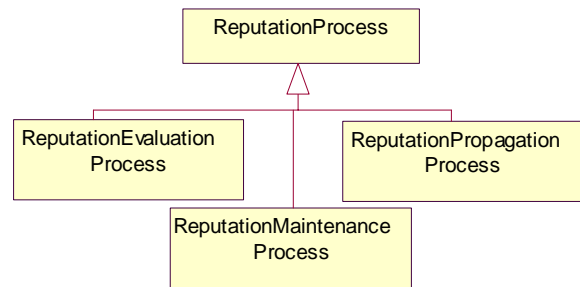 ReputationProcess
ReputationEvaluation
Process
ReputationPropagation
Process
ReputationMaintenance
Process